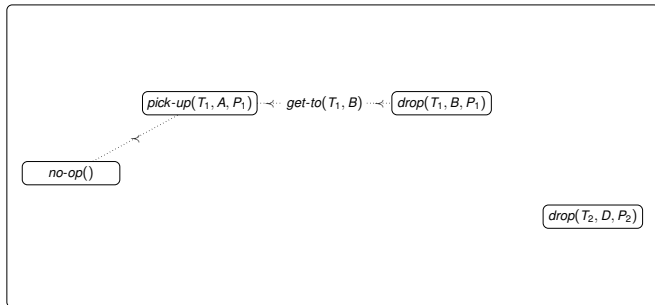 pick-up(T₁, A, P₁) ≺ get-to(T₁, B) ≺ drop(T₁, B, P₁)
≺
no-op()
drop(T₂, D, P₂)